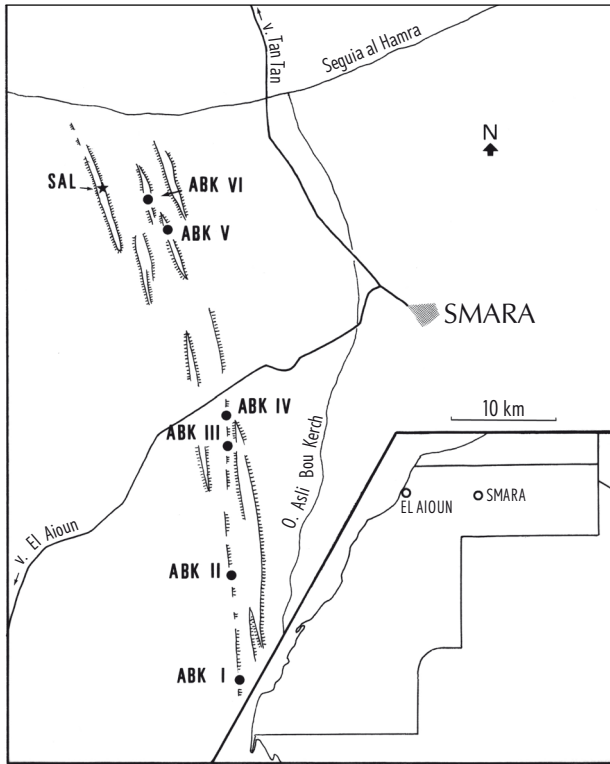 v. Tan Tan
Seguia al Hamra
N
SAL
ABK VI
ABK V
SMARA
ABK IV
10 km
ABK III
O. Asli Bou Kerch
EL AIOUN
SMARA
v. El Aioun
ABK II
ABK I